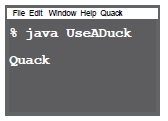 File Edit Window Help Quack
% java UseADuck
Quack